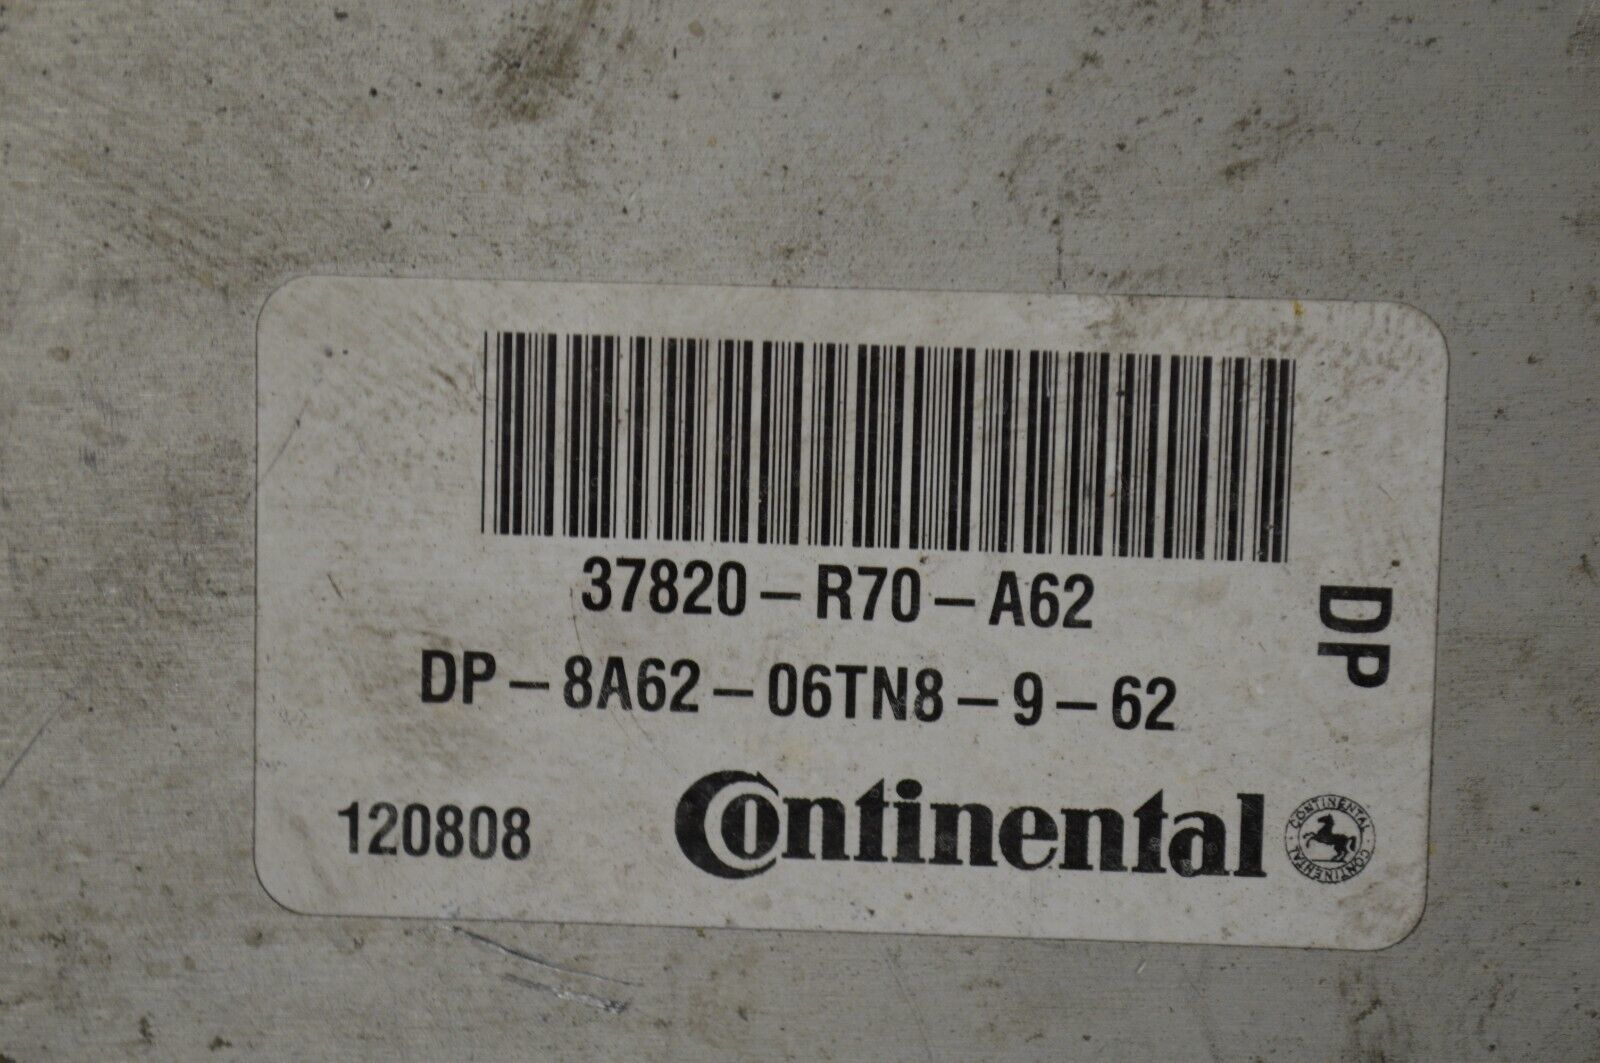 37820-R70-A62
DP-8A62-06TN8-9-62
DP
120808
Continental
CONTINENTAL · CONTINENTAL ·